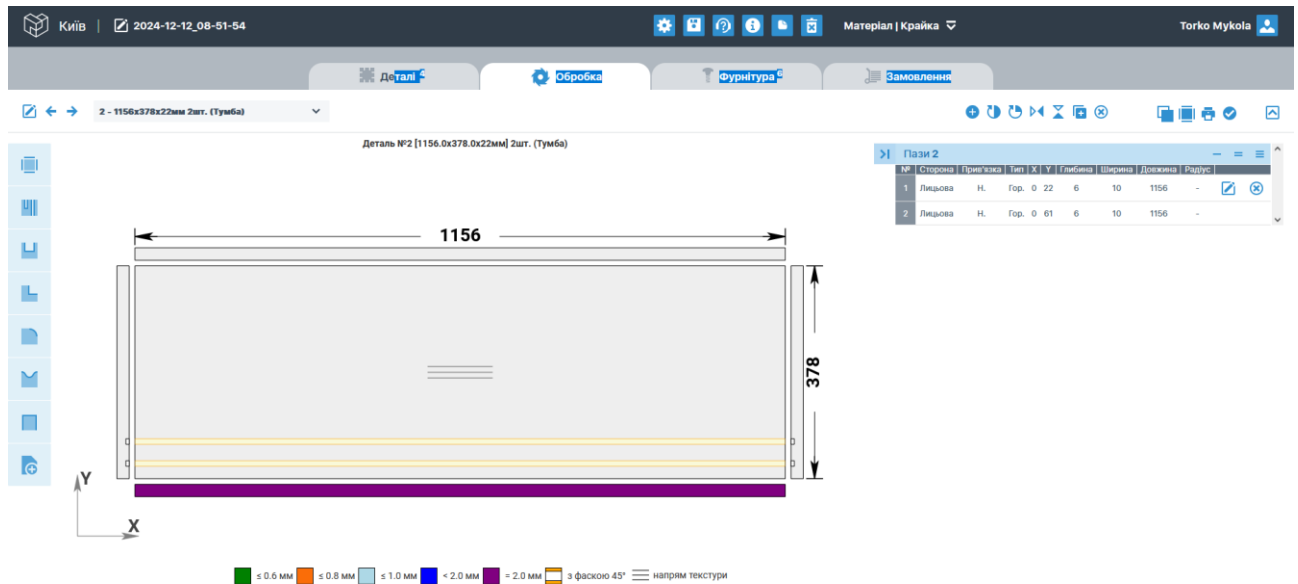 Київ | 2024-12-12_08-51-54 Матеріал | Крайка Torko Mykola
Деталі Обробка Фурнітура Замовлення
2 - 1156x378x22мм 2шт. (Тумба)
Деталь №2 [1156.0x378.0x22мм] 2шт. (Тумба)
Пази 2
№ Сторона Прив'язка Тип X Y Глибина Ширина Довжина Радіус
1 Лицьова Н. Гор. 0 22 6 10 1156 -
2 Лицьова Н. Гор. 0 61 6 10 1156 -
1156
378
Y
X
≤ 0.6 мм ≤ 0.8 мм ≤ 1.0 мм < 2.0 мм = 2.0 мм з фаскою 45° напрям текстури